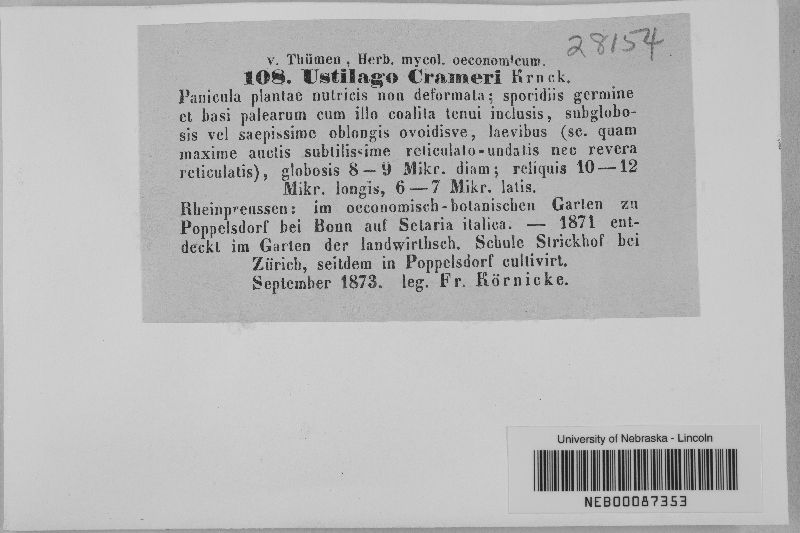 28154
v. Thümen, Herb. mycol. oeconomicum.
108. Ustilago Crameri Krnck.
Panicula plantae nutricis non deformata; sporidiis germine
et basi palearum cum illo coalita tenui inclusis, subglobo-
sis vel saepissime oblongis ovoidisve, laevibus (sc. quam
maxime auctis subtilissime reticulato-undatis nec revera
reticulatis), globosis 8—9 Mikr. diam; reliquis 10—12
Mikr. longis, 6—7 Mikr. latis.
Rheinpreussen: im oeconomisch-botanischen Garten zu
Poppelsdorf bei Bonn auf Setaria italica. — 1871 ent-
deckt im Garten der landwirthsch. Schule Strickhof bei
Zürich, seitdem in Poppelsdorf cultivirt.
September 1873. leg. Fr. Körnicke.
University of Nebraska - Lincoln
NEB00087353